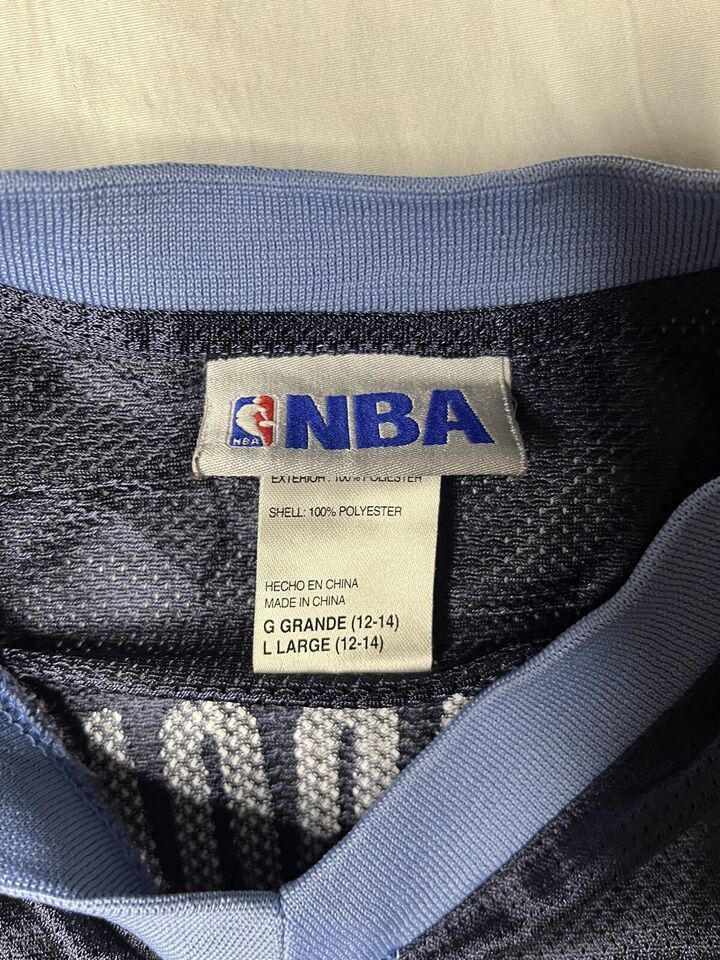 NBA
NBA
EXTERIOR: 100% POLIESTER
SHELL: 100% POLYESTER
HECHO EN CHINA
MADE IN CHINA
G GRANDE (12-14)
L LARGE (12-14)